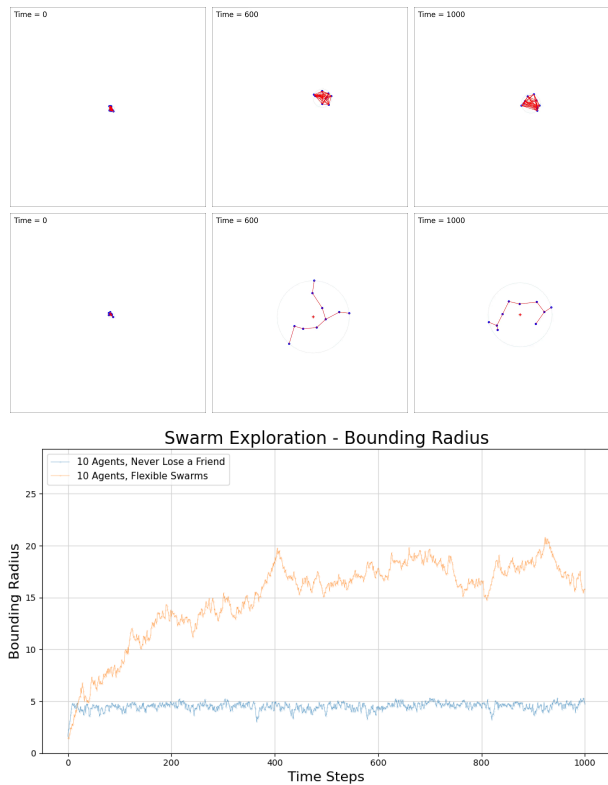 Time = 0
Time = 600
Time = 1000
Time = 0
Time = 600
Time = 1000
Swarm Exploration - Bounding Radius
10 Agents, Never Lose a Friend
10 Agents, Flexible Swarms
Bounding Radius
25
20
15
10
5
0
0
200
400
600
800
1000
Time Steps